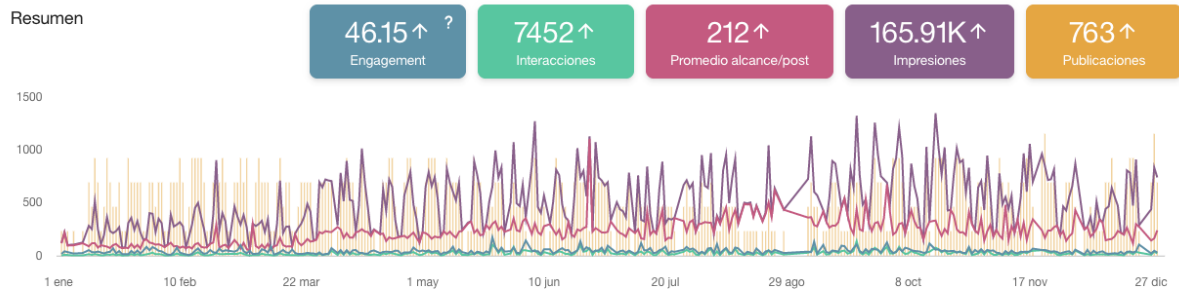 Resumen
46.15↑ ?
Engagement
7452↑
Interacciones
212↑
Promedio alcance/post
165.91K↑
Impresiones
763↑
Publicaciones
1500
1000
500
0
1 ene 10 feb 22 mar 1 may 10 jun 20 jul 29 ago 8 oct 17 nov 27 dic